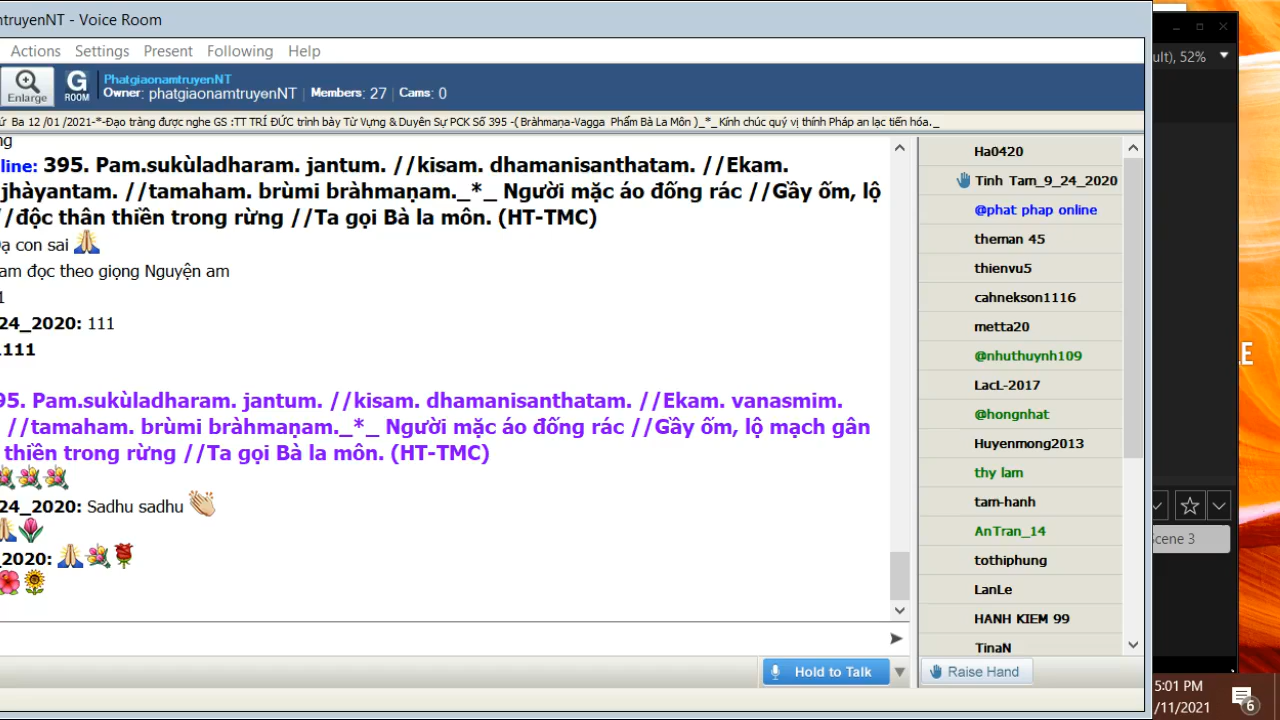 mtruyenNT - Voice Room
Actions Settings Present Following Help
Enlarge
G ROOM
PhatgiaonamtruyenNT
Owner: phatgiaonamtruyenNT Members: 27 Cams: 0
ứ Ba 12 /01 /2021-*-Đạo tràng được nghe GS :TT TRÍ ĐỨC trình bày Từ Vựng & Duyên Sự PCK Số 395 -( Bràhmaṇa-Vagga Phẩm Bà La Môn )_*_ Kính chúc quý vị thính Pháp an lạc tiến hóa._
ng
line: 395. Pam.sukùladharam. jantum. //kisam. dhamanisanthatam. //Ekam.
jhàyantam. //tamaham. brùmi bràhmaṇam._*_ Người mặc áo đống rác //Gầy ốm, lộ
//độc thân thiền trong rừng //Ta gọi Bà la môn. (HT-TMC)
ạ con sai
am đọc theo giọng Nguyện am
1
24_2020: 111
1111
95. Pam.sukùladharam. jantum. //kisam. dhamanisanthatam. //Ekam. vanasmim.
//tamaham. brùmi bràhmaṇam._*_ Người mặc áo đống rác //Gầy ốm, lộ mạch gân
thiền trong rừng //Ta gọi Bà la môn. (HT-TMC)
24_2020: Sadhu sadhu
_2020:
Hold to Talk
Ha0420
Tinh Tam_9_24_2020
@phat phap online
theman 45
thienvu5
cahnekson1116
metta20
@nhuthuynh109
LacL-2017
@hongnhat
Huyenmong2013
thy lam
tam-hanh
AnTran_14
tothiphung
LanLe
HANH KIEM 99
TinaN
Raise Hand
ult), 52%
LE
cene 3
5:01 PM
/11/2021
6